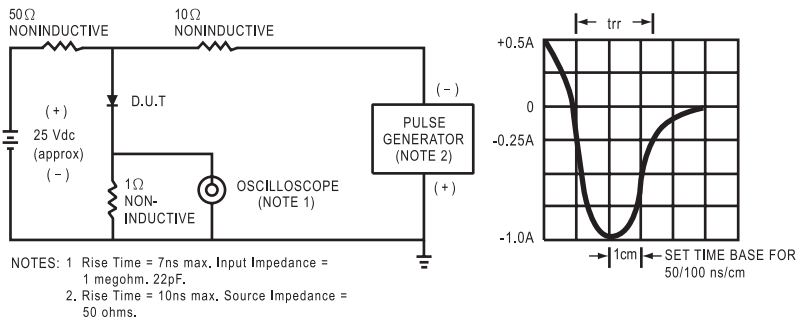 50Ω
NONINDUCTIVE
10Ω
NONINDUCTIVE
(+)
25 Vdc
(approx)
(−)
D.U.T
1Ω
NON-
INDUCTIVE
OSCILLOSCOPE
(NOTE 1)
(−)
PULSE
GENERATOR
(NOTE 2)
(+)
trr
+0.5A
0
-0.25A
-1.0A
1cm
SET TIME BASE FOR
50/100 ns/cm
NOTES: 1 Rise Time = 7ns max. Input Impedance =
1 megohm. 22pF.
2. Rise Time = 10ns max. Source Impedance =
50 ohms.